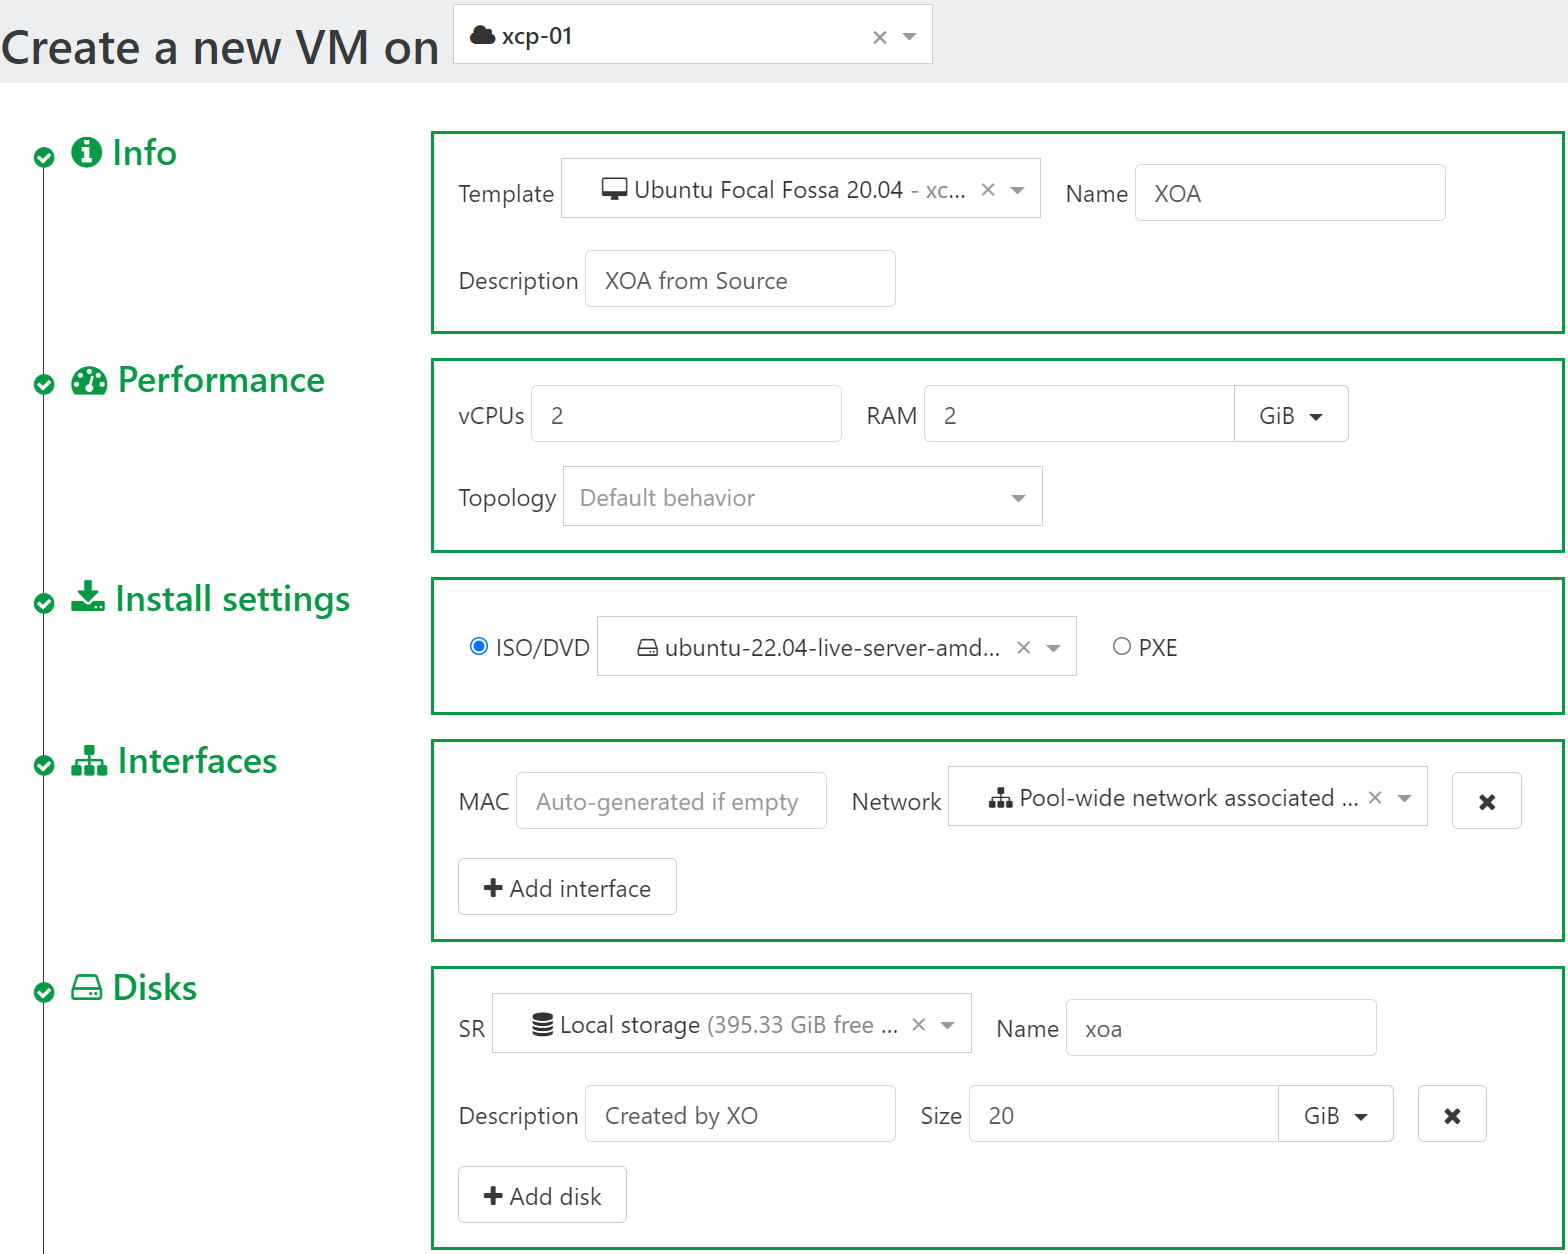 Create a new VM on xcp-01
Info
Template Ubuntu Focal Fossa 20.04 - xc... Name XOA
Description XOA from Source
Performance
vCPUs 2 RAM 2 GiB
Topology Default behavior
Install settings
ISO/DVD ubuntu-22.04-live-server-amd... PXE
Interfaces
MAC Auto-generated if empty Network Pool-wide network associated ...
Add interface
Disks
SR Local storage (395.33 GiB free ... Name xoa
Description Created by XO Size 20 GiB
Add disk